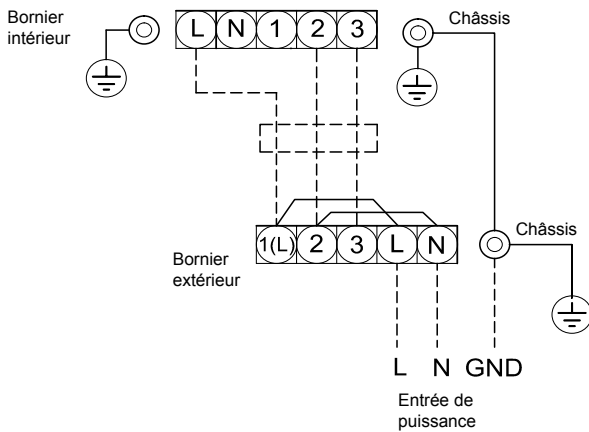 Bornier
intérieur
L N 1 2 3
Châssis
1(L) 2 3 L N
Châssis
Bornier
extérieur
L N GND
Entrée de
puissance